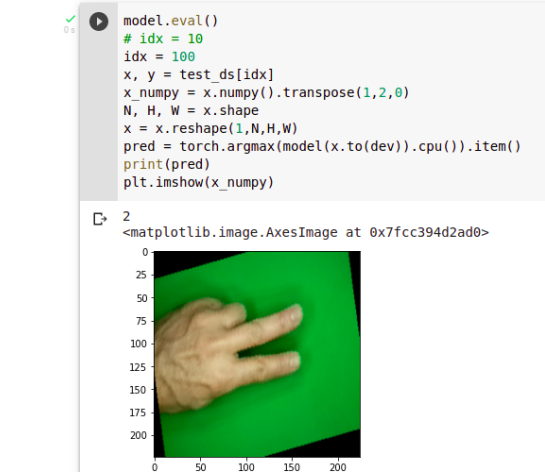 model.eval()
# idx = 10
idx = 100
x, y = test_ds[idx]
x_numpy = x.numpy().transpose(1,2,0)
N, H, W = x.shape
x = x.reshape(1,N,H,W)
pred = torch.argmax(model(x.to(dev)).cpu()).item()
print(pred)
plt.imshow(x_numpy)
0s
2
<matplotlib.image.AxesImage at 0x7fcc394d2ad0>
0
25
50
75
100
125
150
175
200
0 50 100 150 200